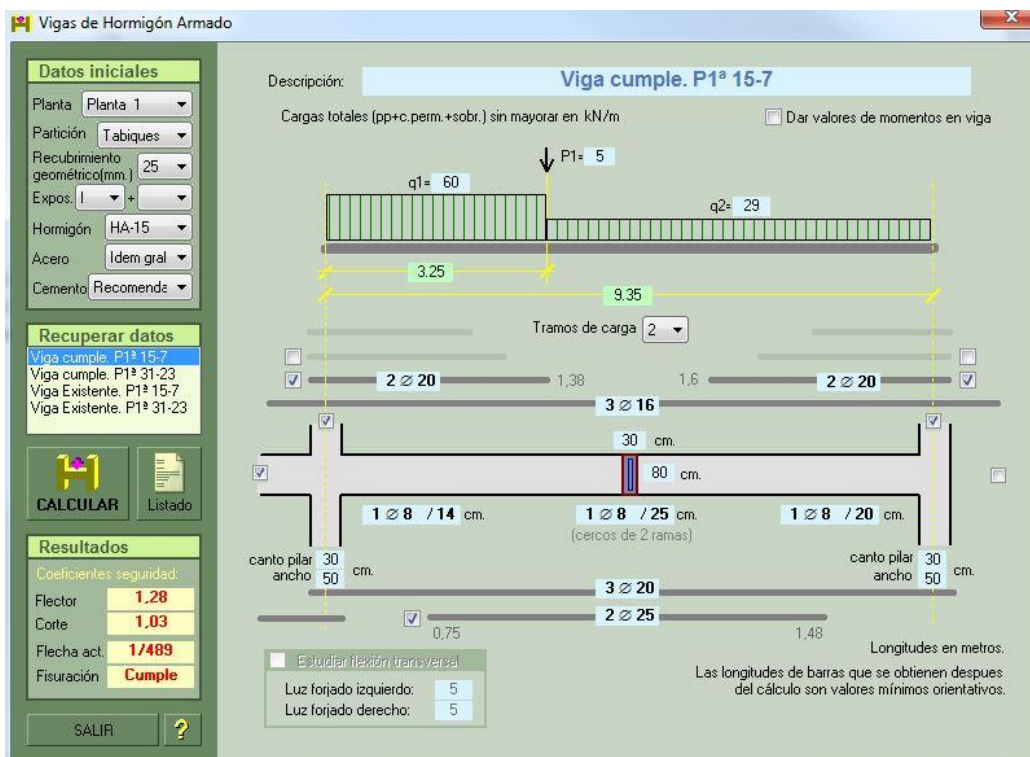 Vigas de Hormigón Armado
Datos iniciales
Planta Planta 1
Partición Tabiques
Recubrimiento
geométrico(mm.) 25
Expos. I +
Hormigón HA-15
Acero Idem gral
Cemento Recomenda
Recuperar datos
Viga cumple. P1ª 15-7
Viga cumple. P1ª 31-23
Viga Existente. P1ª 15-7
Viga Existente. P1ª 31-23
CALCULAR Listado
Resultados
Coeficientes seguridad:
Flector 1,28
Corte 1,03
Flecha act. 1/489
Fisuración Cumple
SALIR ?
Descripción: Viga cumple. P1ª 15-7
Cargas totales (pp+c.perm.+sobr.) sin mayorar en kN/m
Dar valores de momentos en viga
P1= 5
q1= 60
q2= 29
3.25
9.35
Tramos de carga 2
2 ∅ 20 1,38 1,6 2 ∅ 20
3 ∅ 16
30 cm.
80 cm.
1 ∅ 8 /14 cm. 1 ∅ 8 /25 cm. 1 ∅ 8 /20 cm.
(cercos de 2 ramas)
canto pilar 30
ancho 50 cm.
canto pilar 30
ancho 50 cm.
3 ∅ 20
2 ∅ 25
0,75 1,48
Estudiar flexión transversal
Luz forjado izquierdo: 5
Luz forjado derecho: 5
Longitudes en metros.
Las longitudes de barras que se obtienen despues
del cálculo son valores mínimos orientativos.